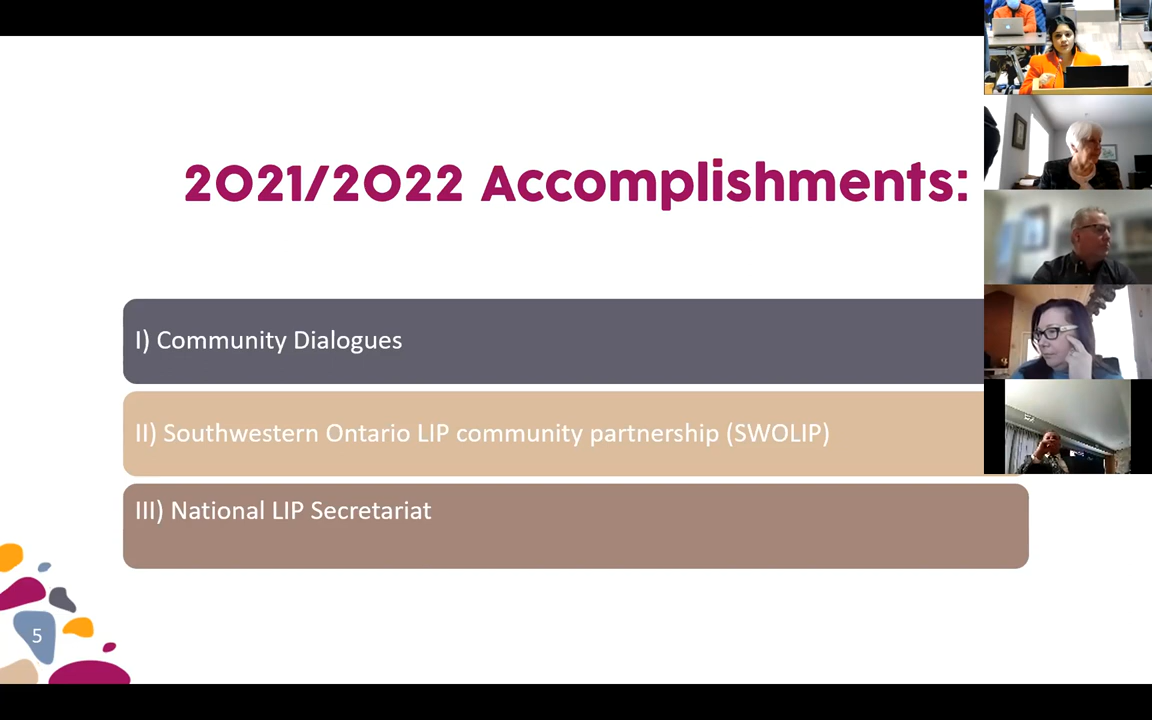 2021/2022 Accomplishments:
I) Community Dialogues
II) Southwestern Ontario LIP community partnership (SWOLIP)
III) National LIP Secretariat
5